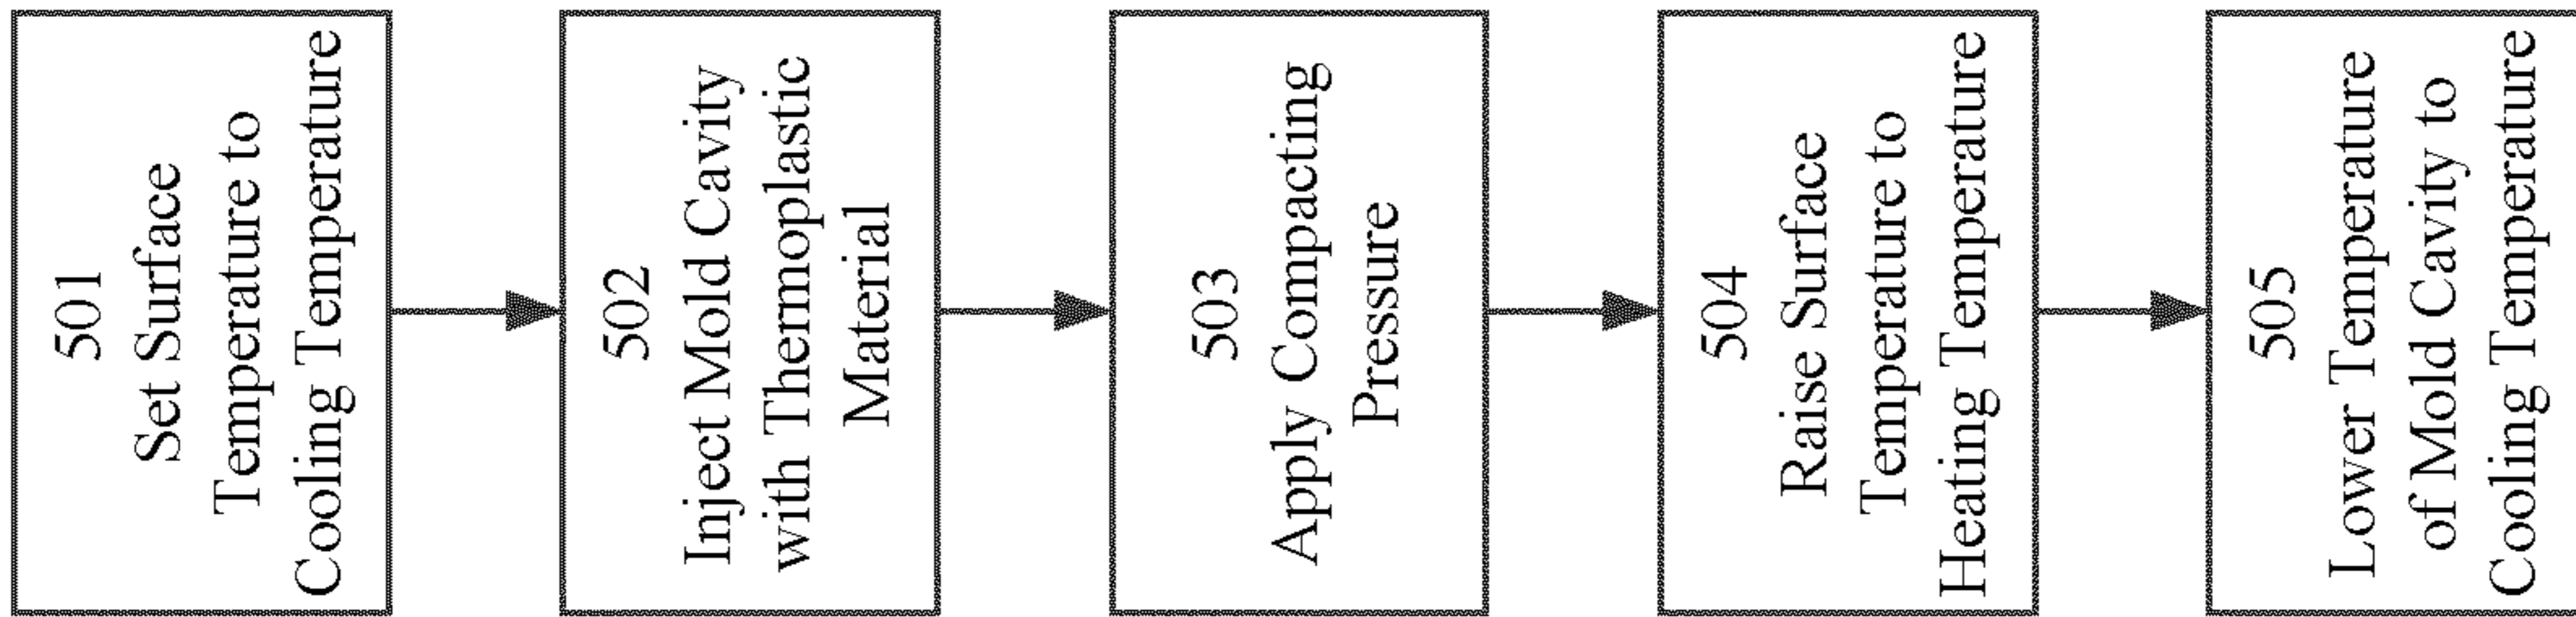 501
Set Surface
Temperature to
Cooling Temperature
502
Inject Mold Cavity
with Thermoplastic
Material
503
Apply Compacting
Pressure
504
Raise Surface
Temperature to
Heating Temperature
505
Lower Temperature
of Mold Cavity to
Cooling Temperature